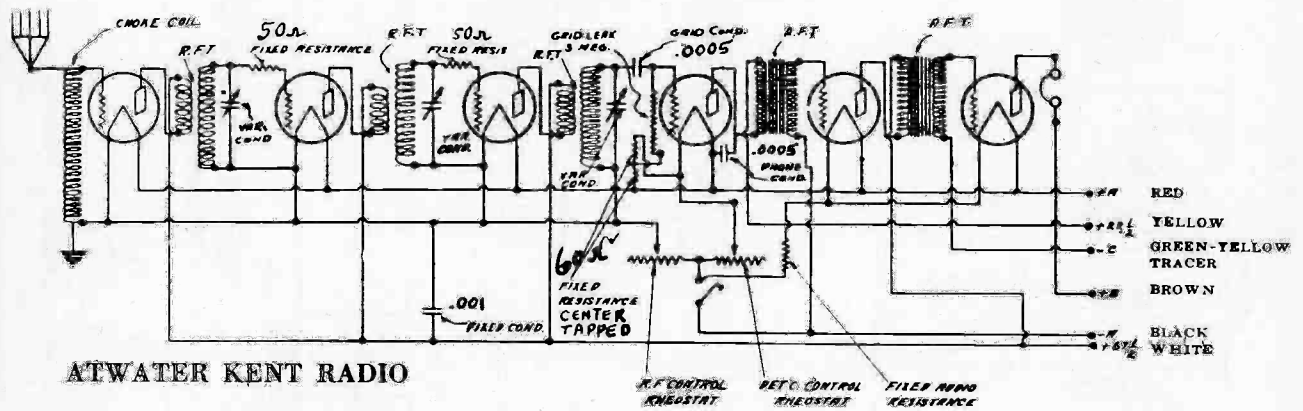 CHOKE COIL
R.F.T
50Ω
FIXED RESISTANCE
VAR.
COND
R.F.T
50Ω
FIXED RESIS
VAR
COND.
R.F.T
GRID LEAK
3 MEG.
GRID COND.
.0005
VAR
COND.
A.F.T
.0005
PHONE
COND.
A.F.T.
60Ω
FIXED
RESISTANCE
CENTER
TAPPED
.001
FIXED COND.
RED
YELLOW
-C GREEN-YELLOW
TRACER
+B BROWN
-A BLACK
WHITE
ATWATER KENT RADIO
R.F CONTROL
RHEOSTAT
DET C. CONTROL
RHEOSTAT
FIXED AUDIO
RESISTANCE